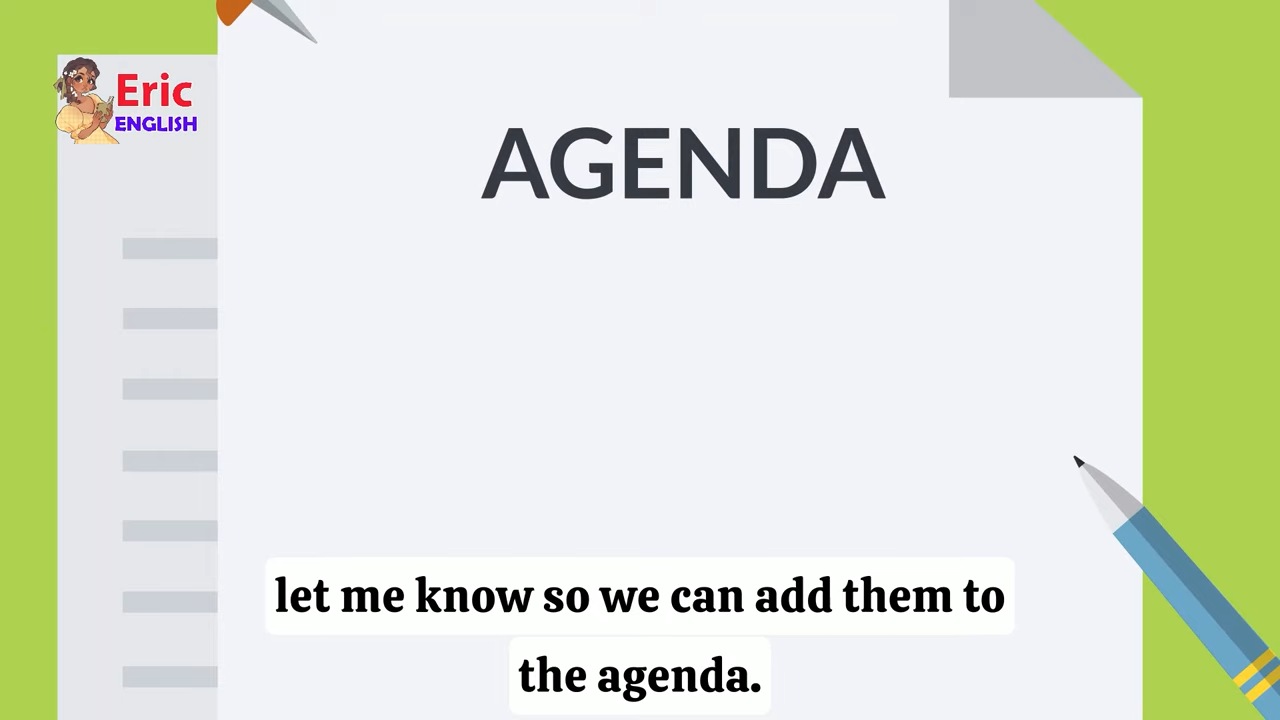 Eric
ENGLISH
AGENDA
let me know so we can add them to
the agenda.